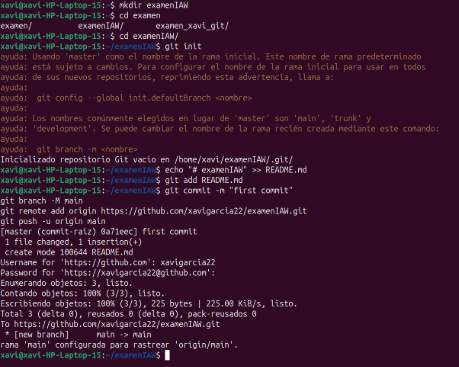 xavi@xavi-HP-Laptop-15:~$ mkdir examenIAW
xavi@xavi-HP-Laptop-15:~$ cd examen
examen/ examenIAW/ examen_xavi_git/
xavi@xavi-HP-Laptop-15:~$ cd examenIAW/
xavi@xavi-HP-Laptop-15:~/examenIAW$ git init
ayuda: Usando 'master' como el nombre de la rama inicial. Este nombre de rama predeterminado
ayuda: está sujeto a cambios. Para configurar el nombre de la rama inicial para usar en todos
ayuda: de sus nuevos repositorios, reprimiendo esta advertencia, llama a:
ayuda:
ayuda: git config --global init.defaultBranch <nombre>
ayuda:
ayuda: Los nombres comúnmente elegidos en lugar de 'master' son 'main', 'trunk' y
ayuda: 'development'. Se puede cambiar el nombre de la rama recién creada mediante este comando:
ayuda:
ayuda: git branch -m <nombre>
Inicializado repositorio Git vacío en /home/xavi/examenIAW/.git/
xavi@xavi-HP-Laptop-15:~/examenIAW$ echo "# examenIAW" >> README.md
xavi@xavi-HP-Laptop-15:~/examenIAW$ git add README.md
xavi@xavi-HP-Laptop-15:~/examenIAW$ git commit -m "first commit"
git branch -M main
git remote add origin https://github.com/xavigarcia22/examenIAW.git
git push -u origin main
[master (commit-raíz) 0a71eec] first commit
1 file changed, 1 insertion(+)
create mode 100644 README.md
Username for 'https://github.com': xavigarcia22
Password for 'https://xavigarcia22@github.com':
Enumerando objetos: 3, listo.
Contando objetos: 100% (3/3), listo.
Escribiendo objetos: 100% (3/3), 225 bytes | 225.00 KiB/s, listo.
Total 3 (delta 0), reusados 0 (delta 0), pack-reusados 0
To https://github.com/xavigarcia22/examenIAW.git
* [new branch] main -> main
rama 'main' configurada para rastrear 'origin/main'.
xavi@xavi-HP-Laptop-15:~/examenIAW$